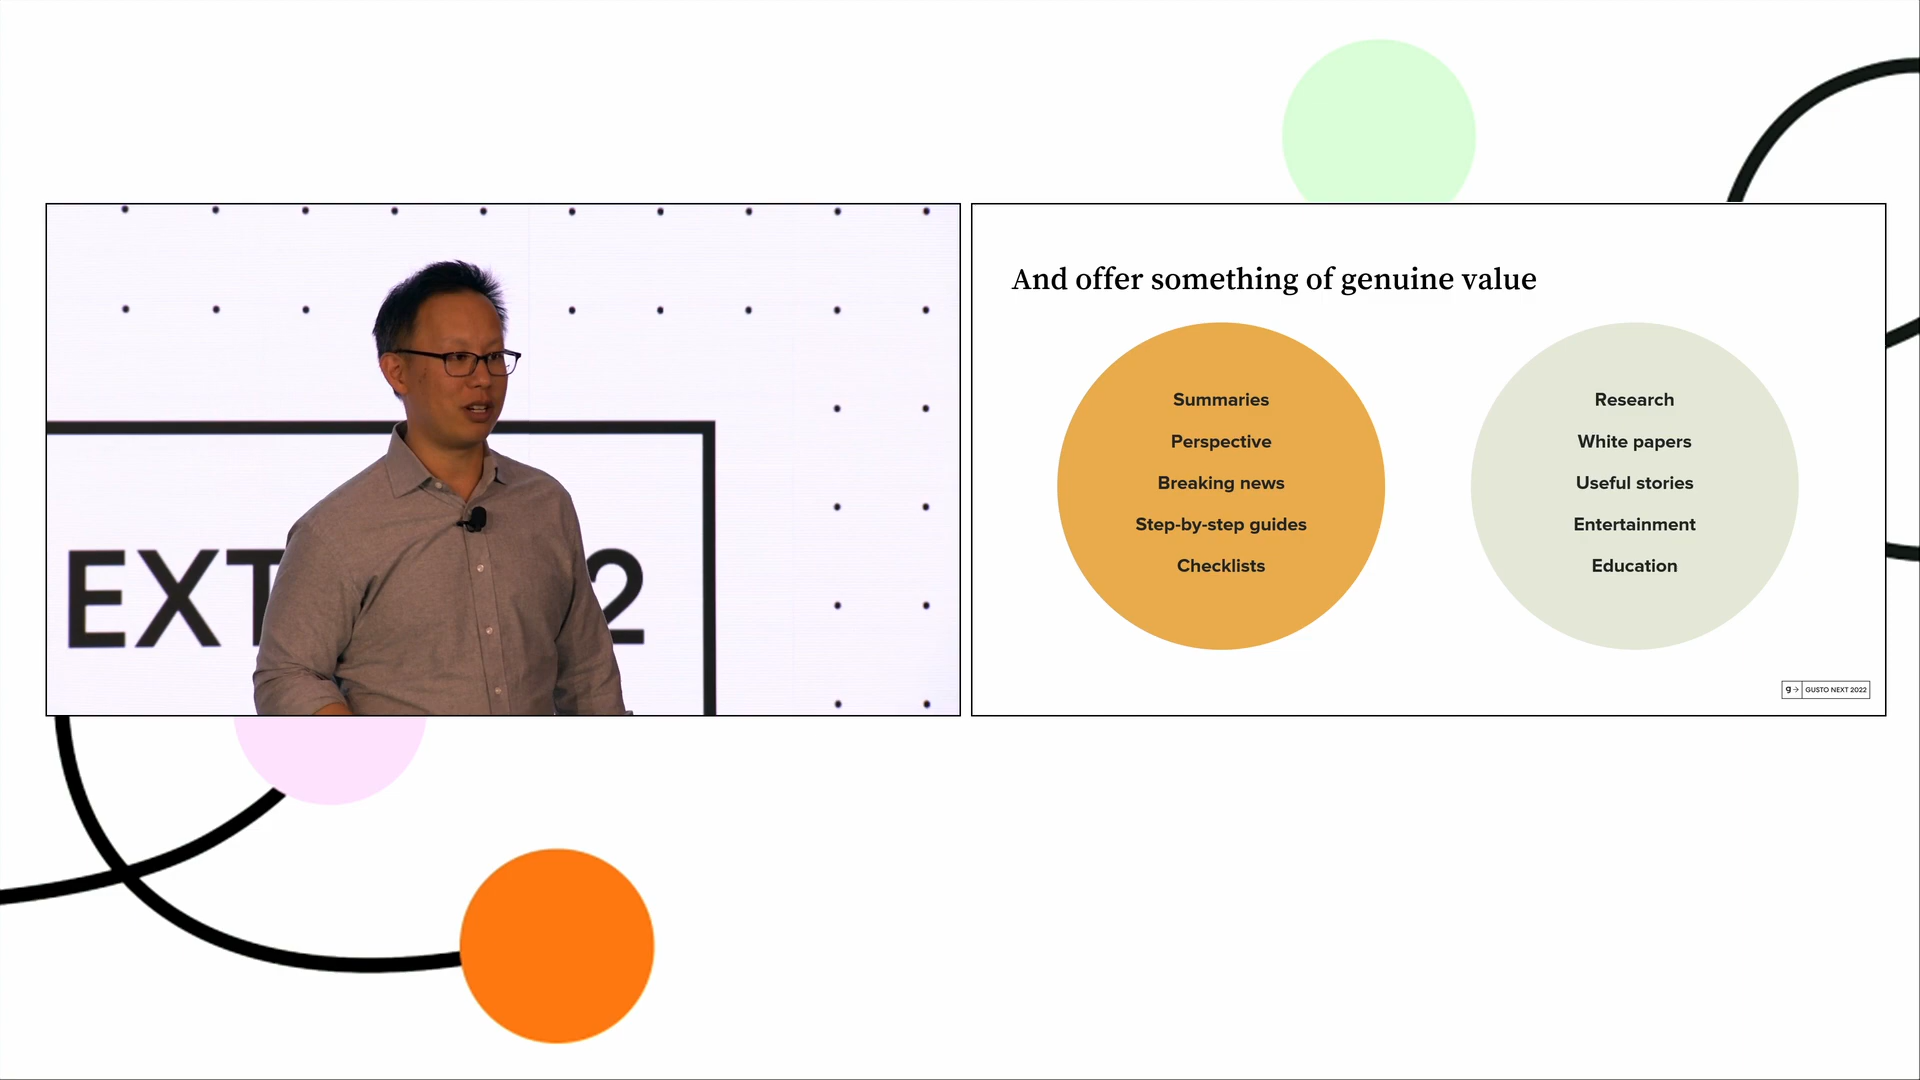 EXT
2
And offer something of genuine value
Summaries
Perspective
Breaking news
Step-by-step guides
Checklists
Research
White papers
Useful stories
Entertainment
Education
g→ GUSTO NEXT 2022